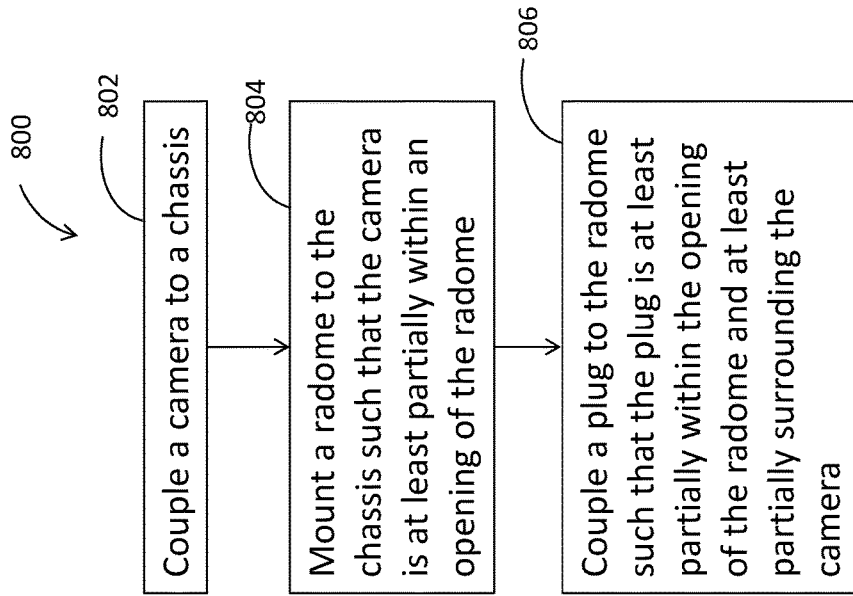 800
802
Couple a camera to a chassis
804
Mount a radome to the
chassis such that the camera
is at least partially within an
opening of the radome
806
Couple a plug to the radome
such that the plug is at least
partially within the opening
of the radome and at least
partially surrounding the
camera